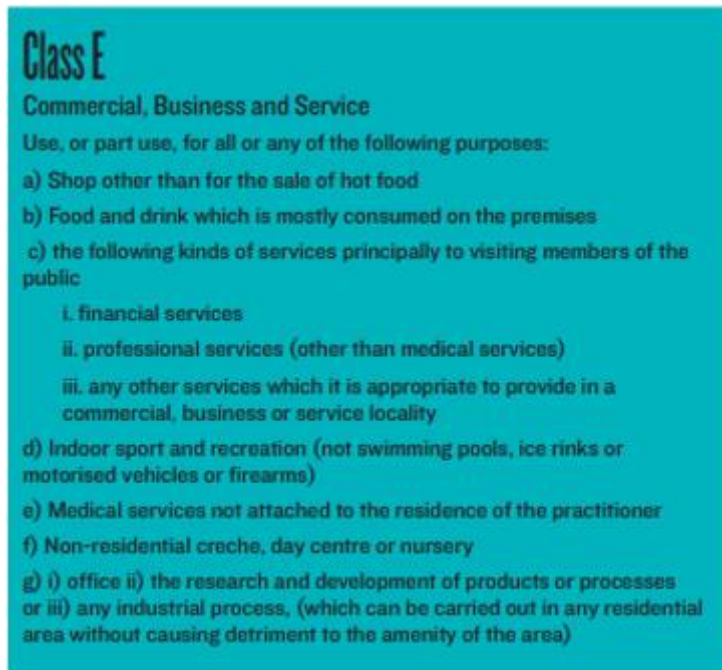 Class E
Commercial, Business and Service
Use, or part use, for all or any of the following purposes:
a) Shop other than for the sale of hot food
b) Food and drink which is mostly consumed on the premises
c) the following kinds of services principally to visiting members of the
public
i. financial services
ii. professional services (other than medical services)
iii. any other services which it is appropriate to provide in a
commercial, business or service locality
d) Indoor sport and recreation (not swimming pools, ice rinks or
motorised vehicles or firearms)
e) Medical services not attached to the residence of the practitioner
f) Non-residential creche, day centre or nursery
g) i) office ii) the research and development of products or processes
or iii) any industrial process, (which can be carried out in any residential
area without causing detriment to the amenity of the area)